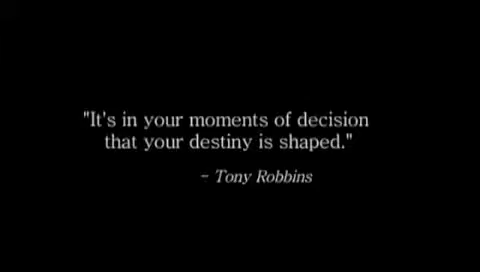 "It's in your moments of decision
that your destiny is shaped."
- Tony Robbins